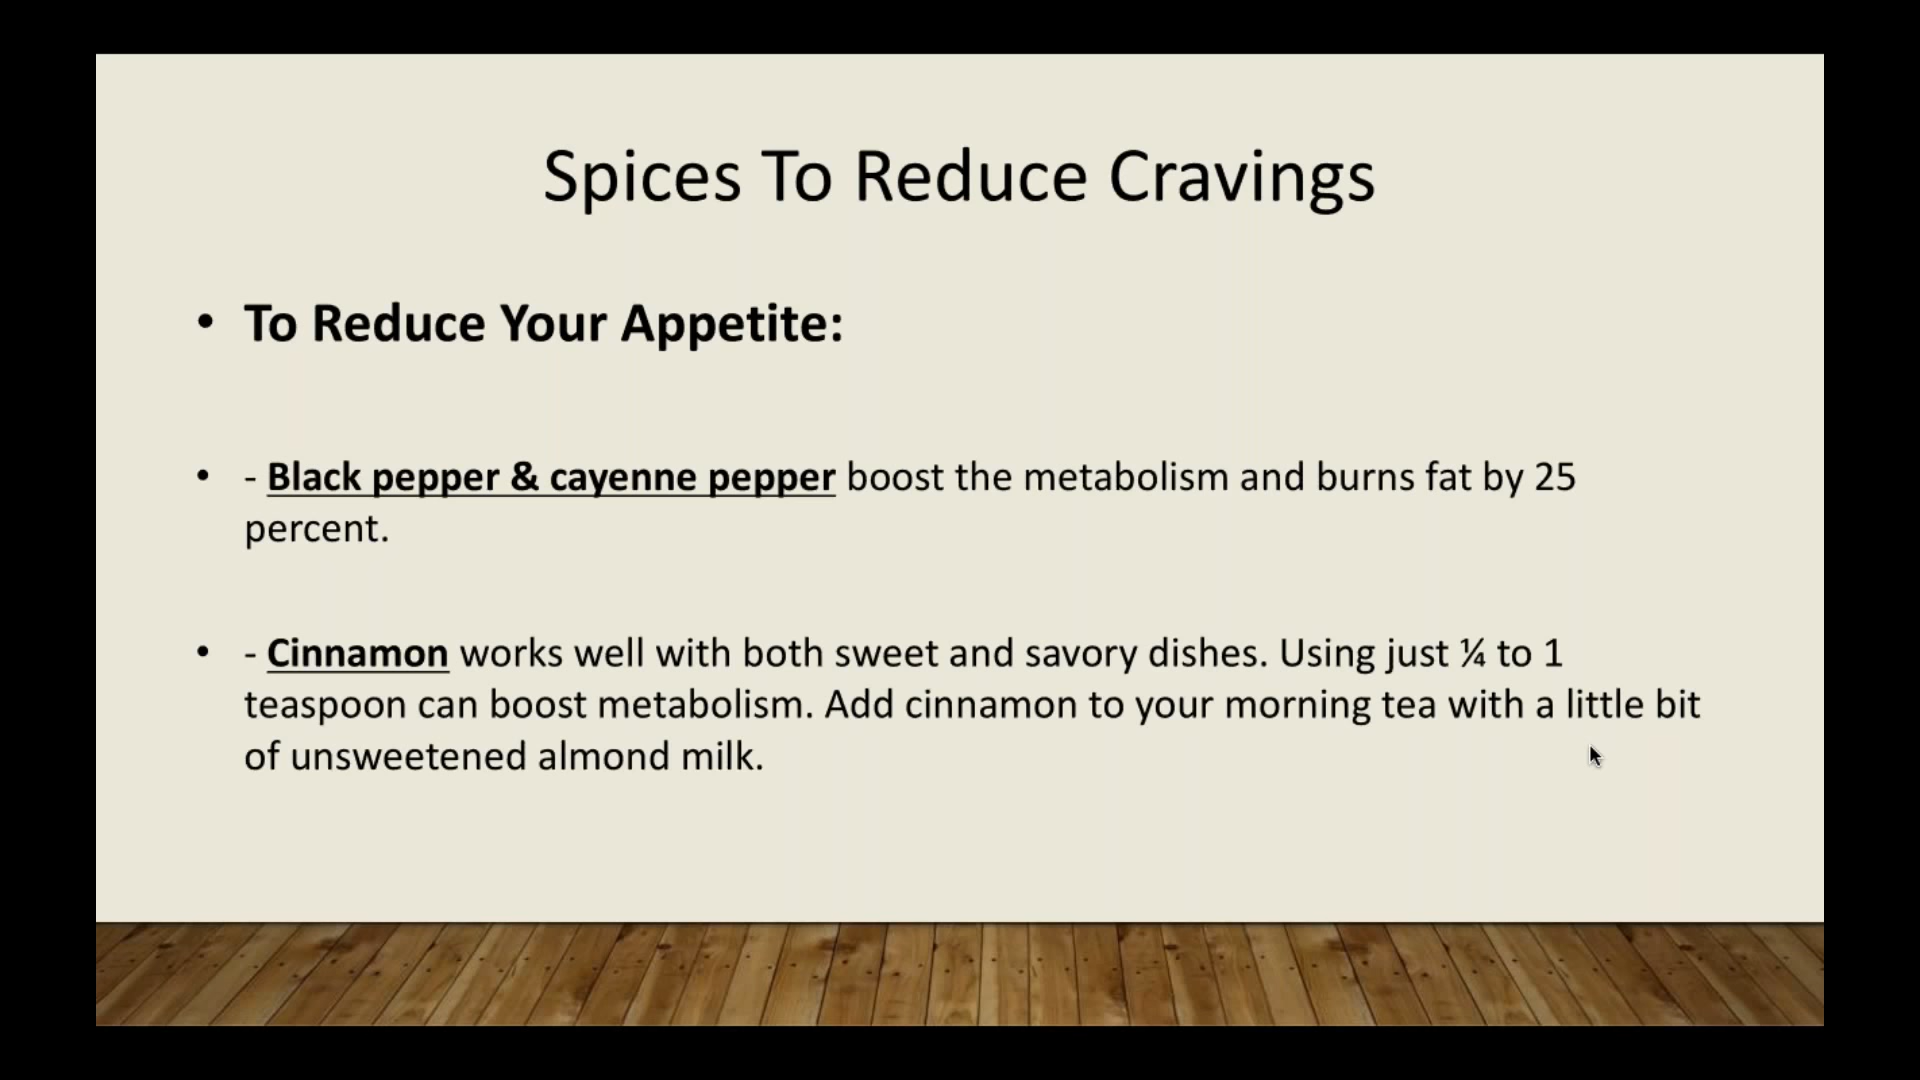 Spices To Reduce Cravings
• To Reduce Your Appetite:
• - Black pepper & cayenne pepper boost the metabolism and burns fat by 25
percent.
• - Cinnamon works well with both sweet and savory dishes. Using just ¼ to 1
teaspoon can boost metabolism. Add cinnamon to your morning tea with a little bit
of unsweetened almond milk.